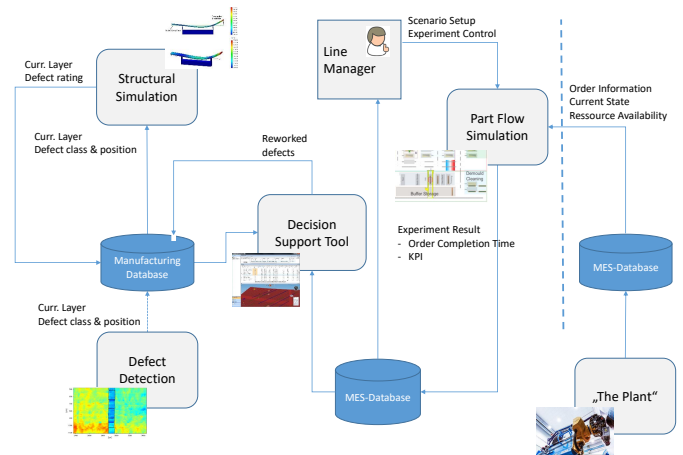 Scenario Setup
Experiment Control
Line
Manager
Curr. Layer
Defect rating
Structural
Simulation
Order Information
Current State
Ressource Availability
Part Flow
Simulation
Curr. Layer
Defect class & position
Reworked
defects
Demould
Cleaning
Buffer Storage
Decision
Support Tool
Experiment Result
- Order Completion Time
- KPI
Manufacturing
Database
MES-Database
Curr. Layer
Defect class & position
Defect
Detection
MES-Database
„The Plant“